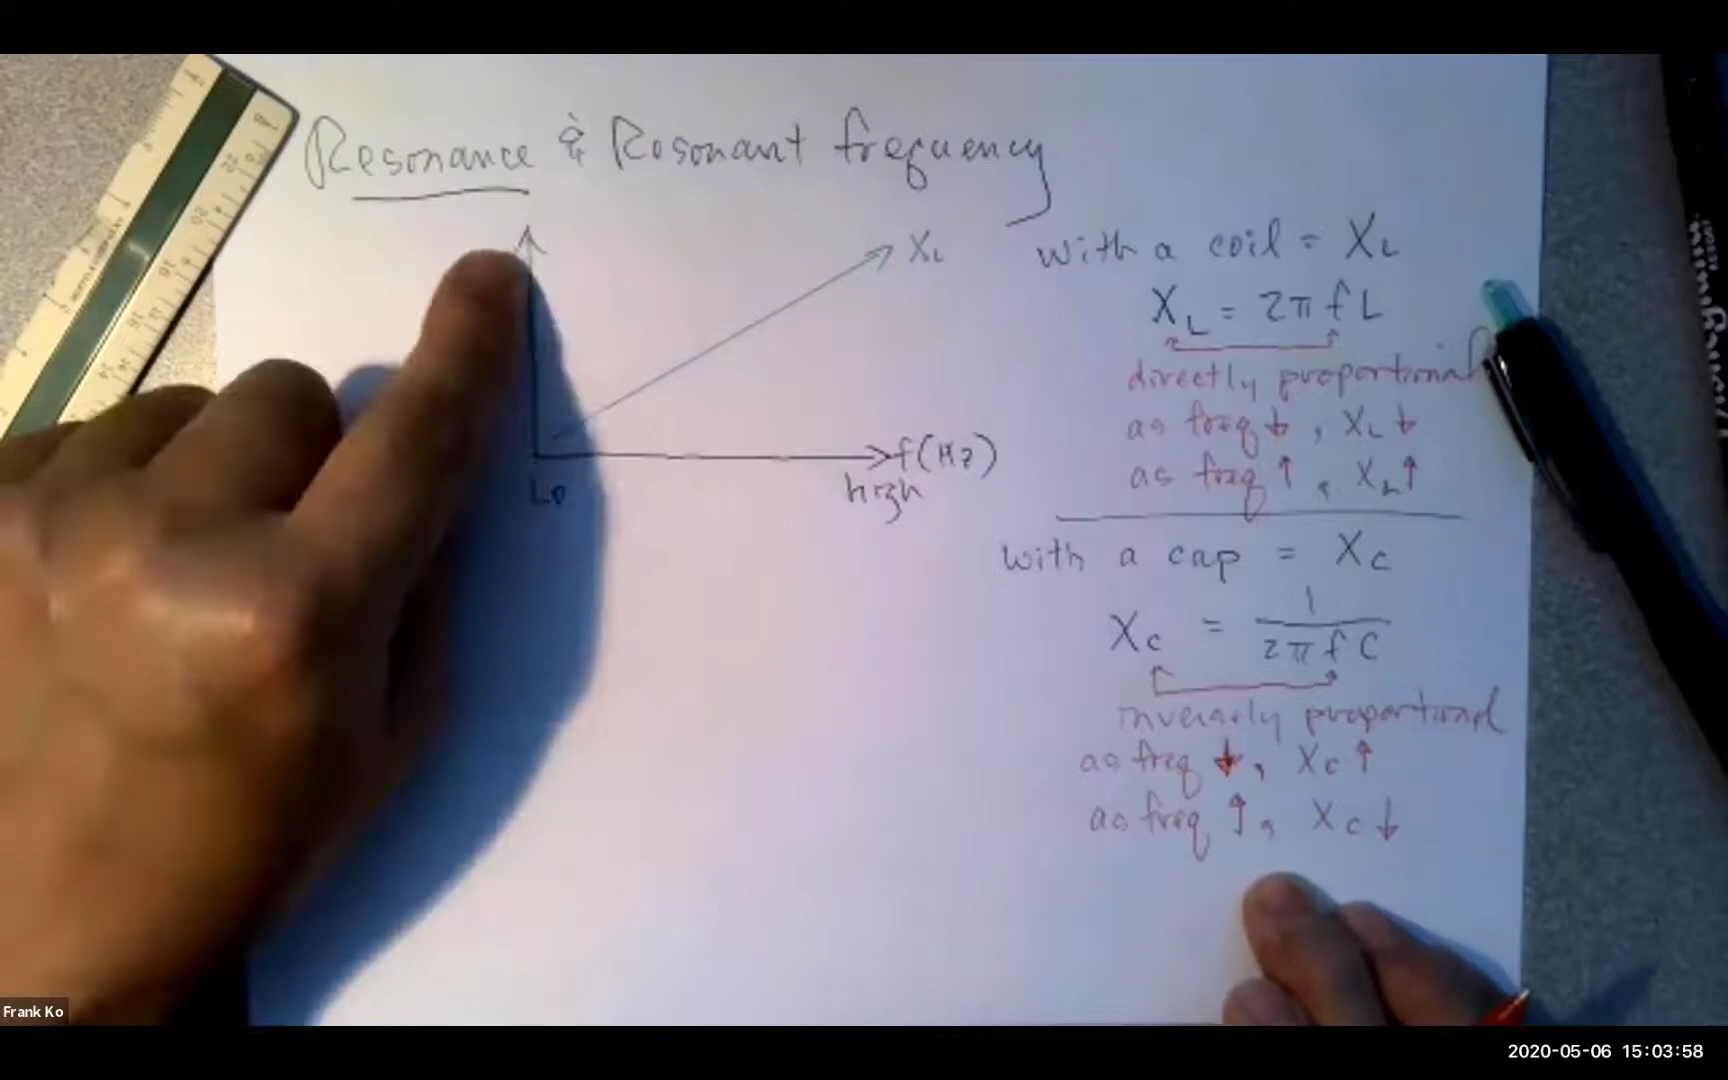 Resonance & Resonant frequency
XL
f(Hz)
Lo
high
with a coil = XL
XL = 2πfL
directly proportional
as freq ↓, XL ↓
as freq ↑, XL ↑
with a cap = XC
XC = 1/2πfC
inversely proportional
as freq ↓, XC ↑
as freq ↑, XC ↓
Frank Ko
2020-05-06 15:03:58